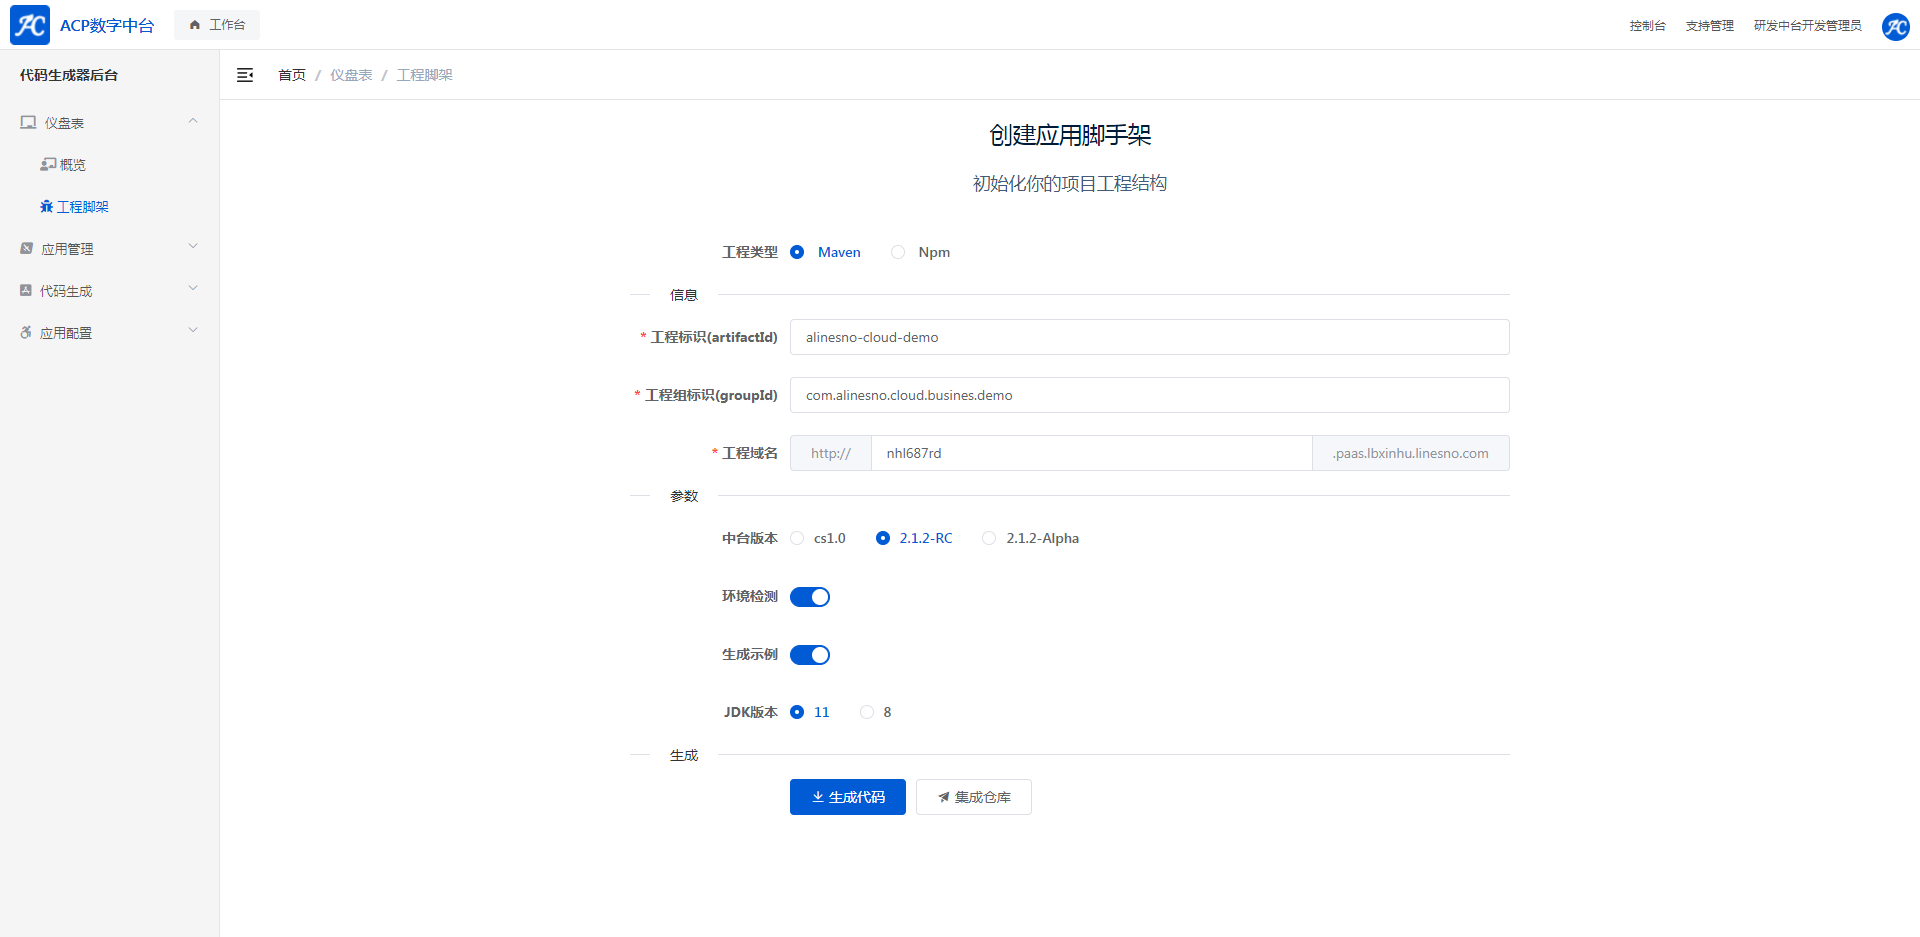 AC ACP数字中台 工作台 控制台 支持管理 研发中台开发管理员 AC
代码生成器后台
首页 / 仪盘表 / 工程脚架
仪盘表
概览
工程脚架
应用管理
代码生成
应用配置
创建应用脚手架
初始化你的项目工程结构
工程类型 Maven Npm
信息
* 工程标识(artifactId) alinesno-cloud-demo
* 工程组标识(groupId) com.alinesno.cloud.busines.demo
* 工程域名 http:// nhl687rd .paas.lbxinhu.linesno.com
参数
中台版本 cs1.0 2.1.2-RC 2.1.2-Alpha
环境检测
生成示例
JDK版本 11 8
生成
生成代码 集成仓库